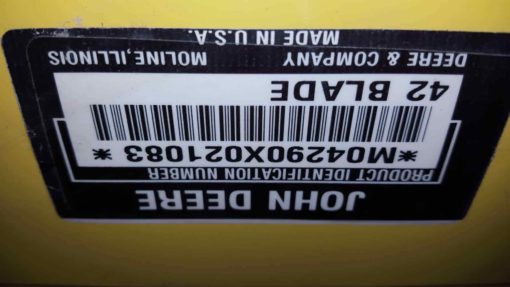 JOHN DEERE
PRODUCT IDENTIFICATION NUMBER
*M04290X021083*
42 BLADE
DEERE & COMPANY MOLINE, ILLINOIS
MADE IN U.S.A.